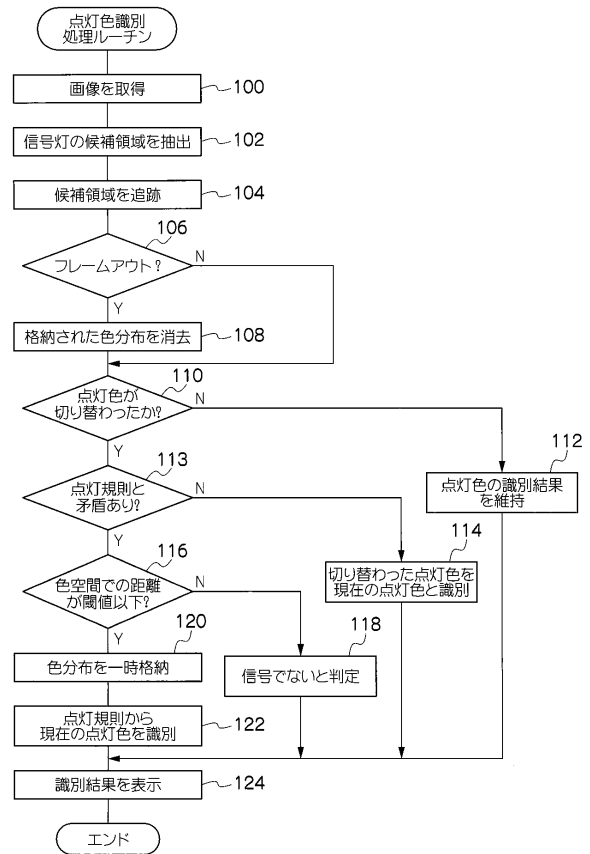 点灯色識別
処理ルーチン
画像を取得
100
信号灯の候補領域を抽出
102
候補領域を追跡
104
106
フレームアウト?
N
Y
格納された色分布を消去
108
110
点灯色が
切り替わったか?
N
Y
112
点灯色の識別結果
を維持
113
点灯規則と
矛盾あり?
N
Y
114
切り替わった点灯色を
現在の点灯色と識別
116
色空間での距離
が閾値以下?
N
Y
118
信号でないと判定
120
色分布を一時格納
点灯規則から
現在の点灯色を識別
122
識別結果を表示
124
エンド